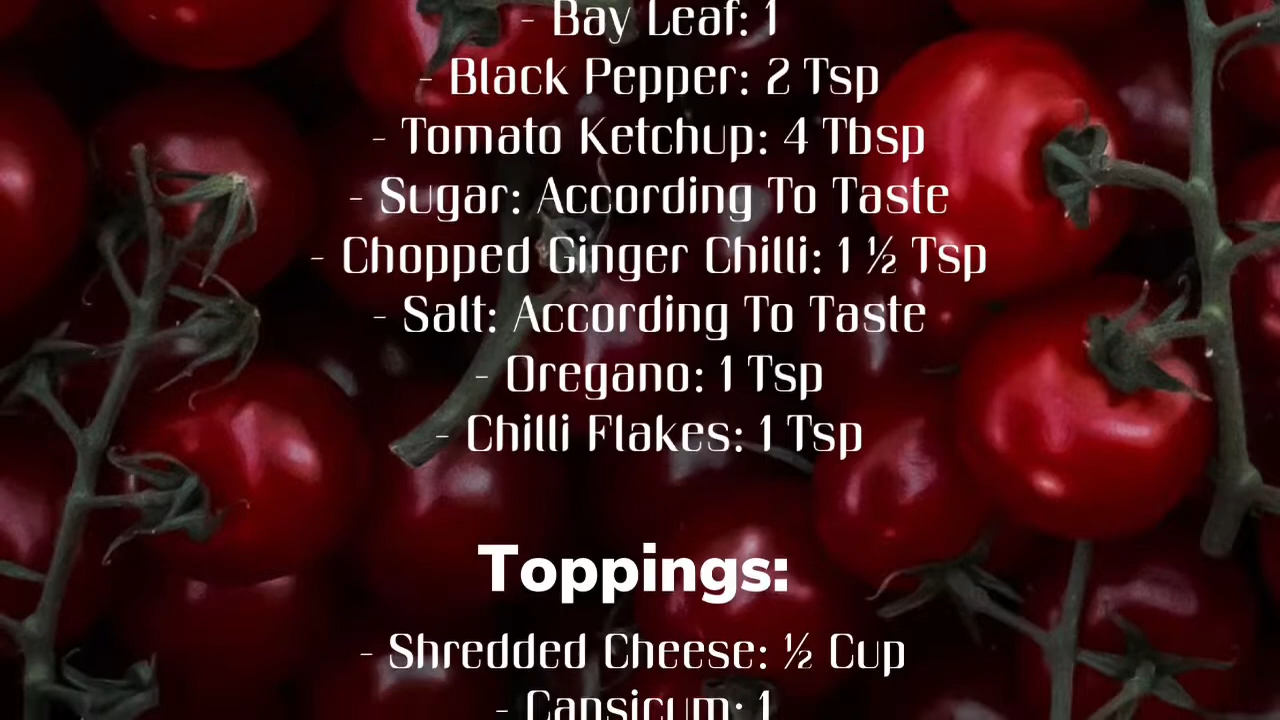 - Bay Leaf: 1
- Black Pepper: 2 Tsp
- Tomato Ketchup: 4 Tbsp
- Sugar: According To Taste
- Chopped Ginger Chilli: 1 ½ Tsp
- Salt: According To Taste
- Oregano: 1 Tsp
- Chilli Flakes: 1 Tsp
Toppings:
- Shredded Cheese: ½ Cup
- Capsicum: 1